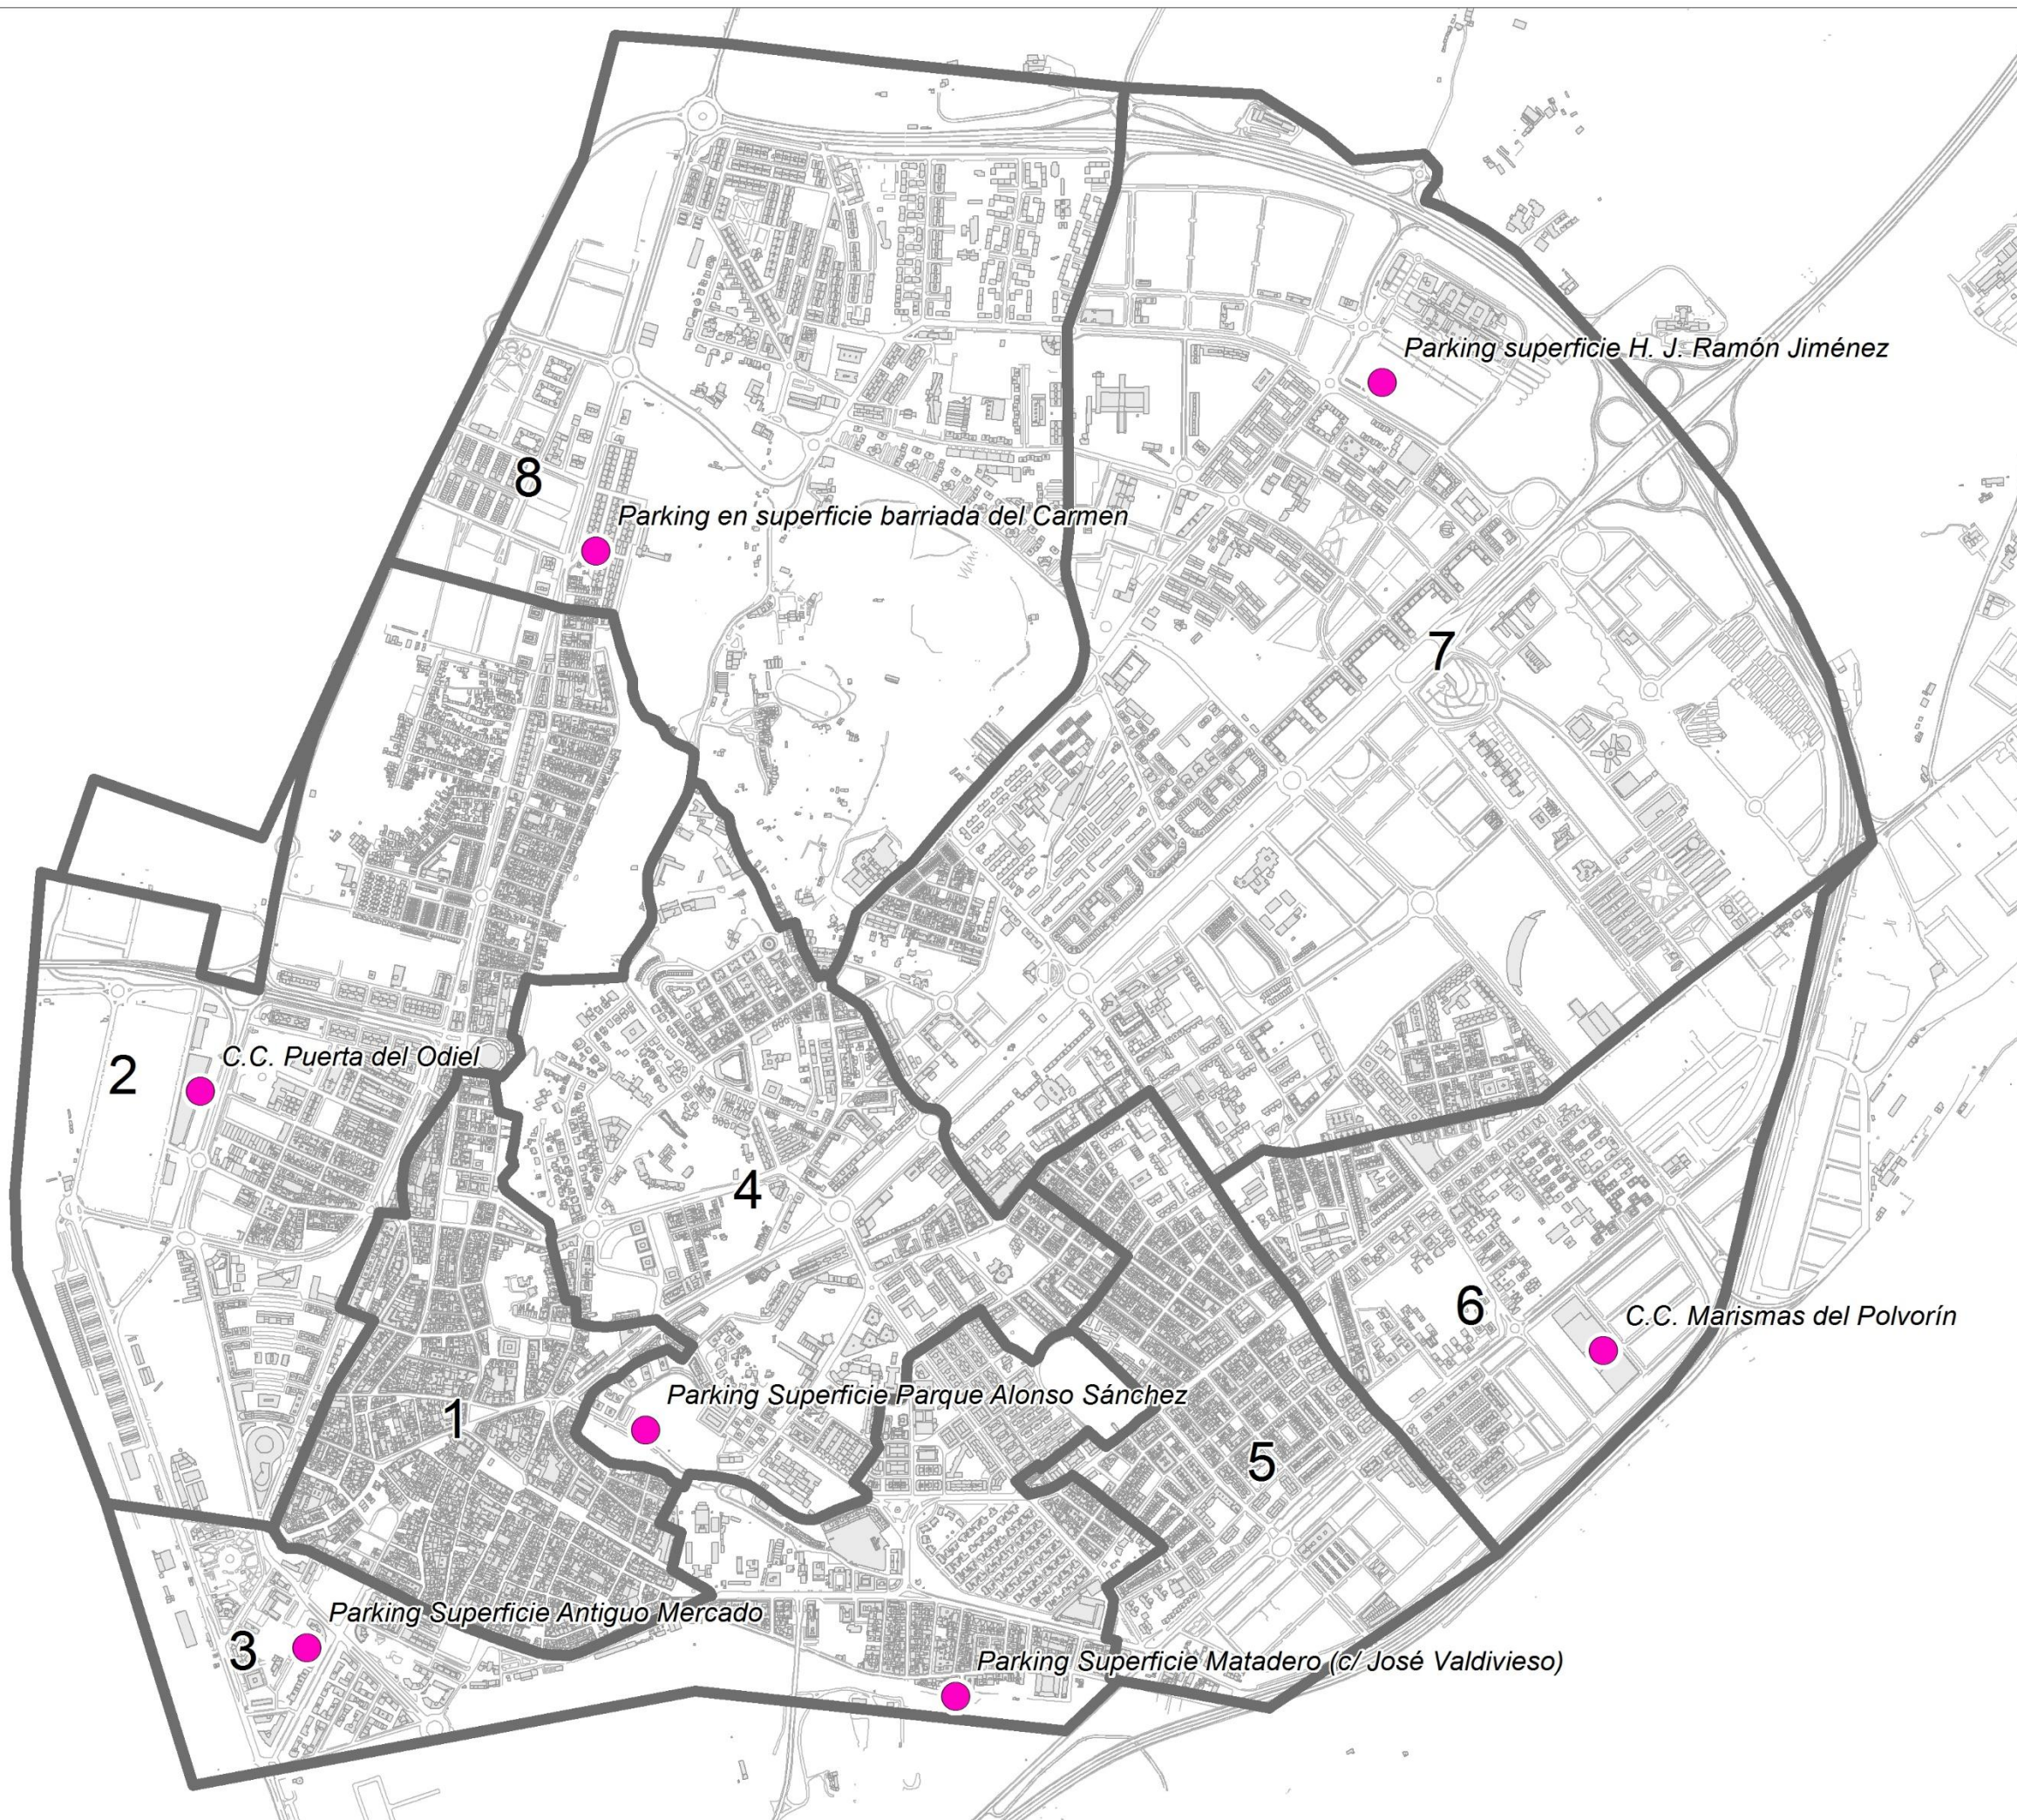 Parking superficie H. J. Ramón Jiménez
8
Parking en superficie barriada del Carmen
7
2
C.C. Puerta del Odiel
4
6
C.C. Marismas del Polvorín
Parking Superficie Parque Alonso Sánchez
1
5
Parking Superficie Antiguo Mercado
3
Parking Superficie Matadero (c/ José Valdivieso)